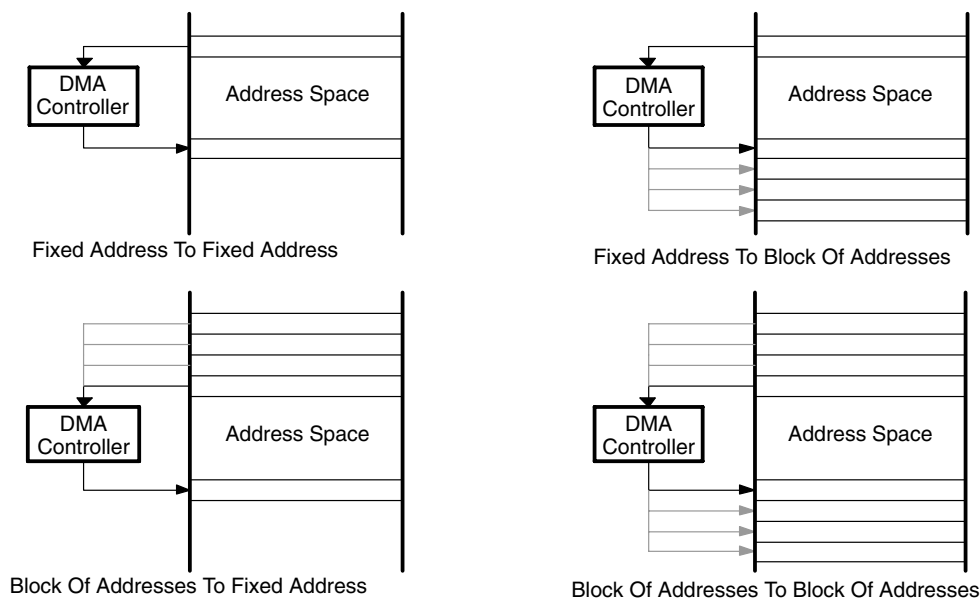 DMA
Controller
Address Space
Fixed Address To Fixed Address
DMA
Controller
Address Space
Fixed Address To Block Of Addresses
DMA
Controller
Address Space
Block Of Addresses To Fixed Address
DMA
Controller
Address Space
Block Of Addresses To Block Of Addresses